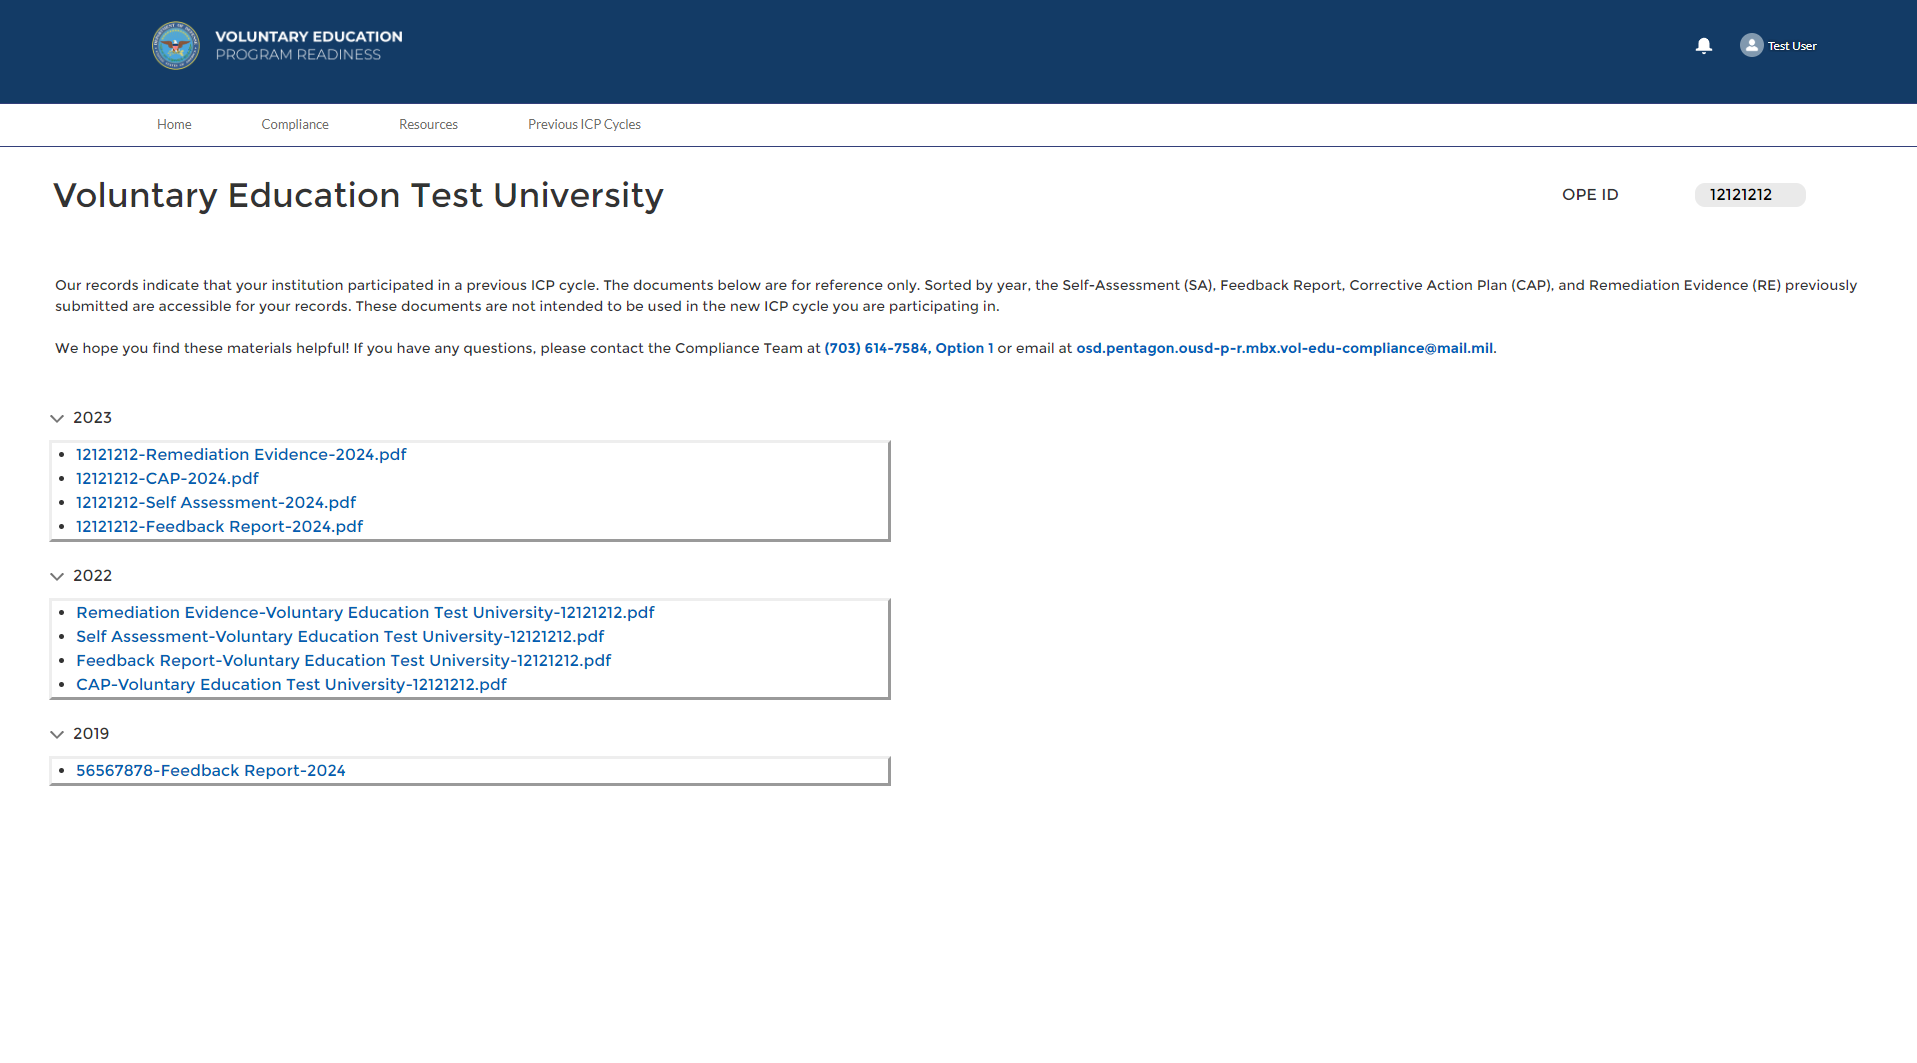 VOLUNTARY EDUCATION
PROGRAM READINESS
Test User
Home
Compliance
Resources
Previous ICP Cycles
Voluntary Education Test University
OPE ID
12121212
Our records indicate that your institution participated in a previous ICP cycle. The documents below are for reference only. Sorted by year, the Self-Assessment (SA), Feedback Report, Corrective Action Plan (CAP), and Remediation Evidence (RE) previously
submitted are accessible for your records. These documents are not intended to be used in the new ICP cycle you are participating in.
We hope you find these materials helpful! If you have any questions, please contact the Compliance Team at (703) 614-7584, Option 1 or email at osd.pentagon.ousd-p-r.mbx.vol-edu-compliance@mail.mil.
2023
12121212-Remediation Evidence-2024.pdf
12121212-CAP-2024.pdf
12121212-Self Assessment-2024.pdf
12121212-Feedback Report-2024.pdf
2022
Remediation Evidence-Voluntary Education Test University-12121212.pdf
Self Assessment-Voluntary Education Test University-12121212.pdf
Feedback Report-Voluntary Education Test University-12121212.pdf
CAP-Voluntary Education Test University-12121212.pdf
2019
56567878-Feedback Report-2024